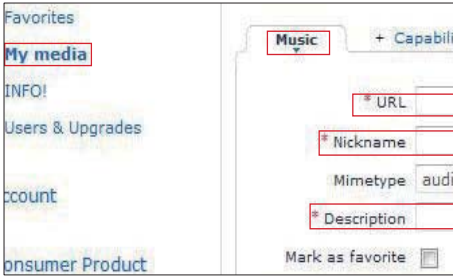 Favorites
My media
INFO!
Users & Upgrades
ccount
onsumer Product
Music + Capabili
* URL
* Nickname
Mimetype audi
* Description
Mark as favorite